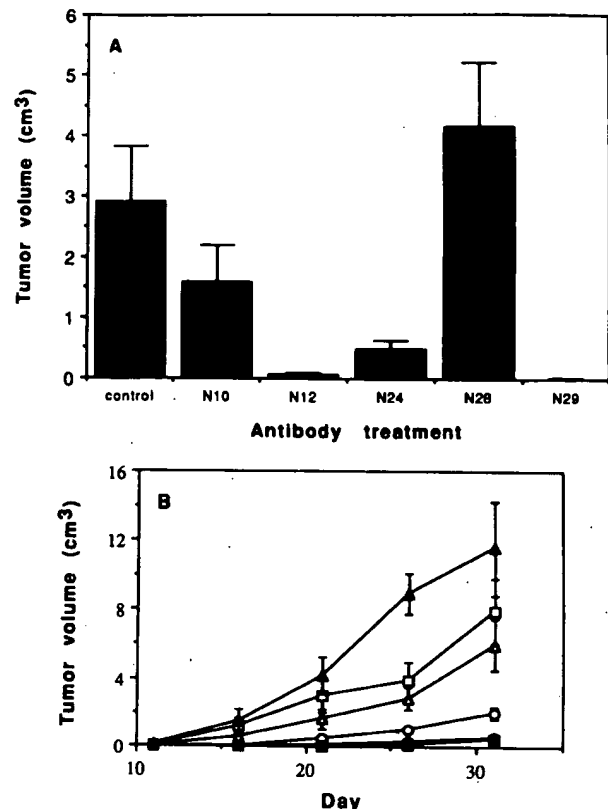 A
Tumor volume (cm3)
6
5
4
3
2
1
0
control N10 N12 N24 N28 N29
Antibody treatment
B
Tumor volume (cm3)
16
12
8
4
0
10 20 30
Day